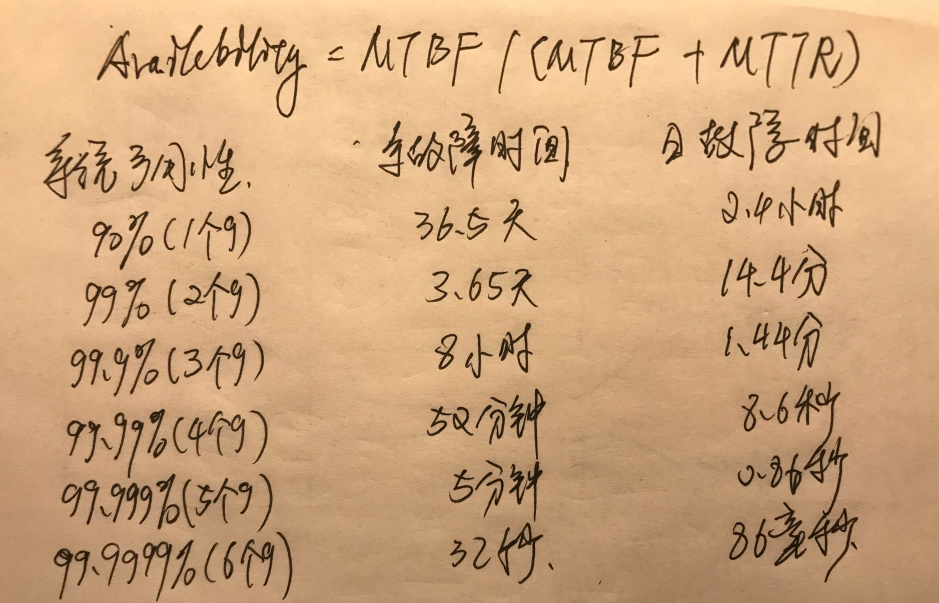 Availebility = MTBF / (MTBF + MTTR)
系统可用性. 年故障时间 日故障时间
90% (1个9) 36.5天 2.4小时
99% (2个9) 3.65天 14.4分
99.9% (3个9) 8小时 1.44分
99.99% (4个9) 52分钟 8.6秒
99.999% (5个9) 5分钟 0.86秒
99.9999% (6个9) 32秒. 86毫秒.